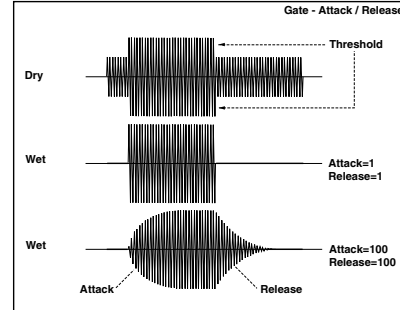 Gate - Attack / Release
Threshold
Dry
Wet
Attack=1
Release=1
Wet
Attack=100
Release=100
Attack
Release